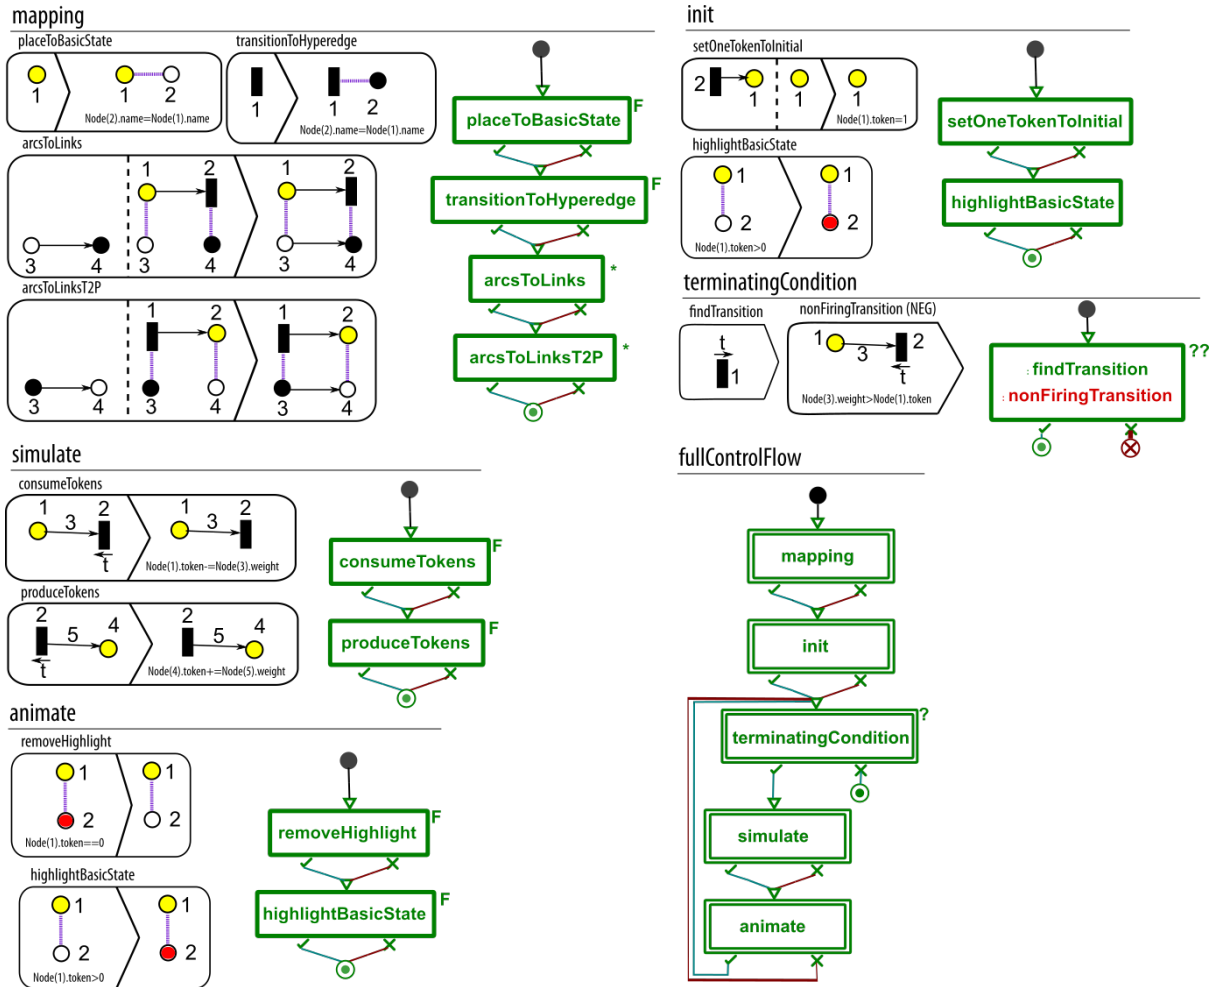 mapping
placeToBasicState
1
1
2
Node(2).name=Node(1).name
transitionToHyperedge
1
1
2
Node(2).name=Node(1).name
arcsToLinks
1
2
1
2
3
4
3
4
3
4
arcsToLinksT2P
1
2
1
2
3
4
3
4
3
4
placeToBasicState
F
transitionToHyperedge
F
arcsToLinks
*
arcsToLinksT2P
*
init
setOneTokenToInitial
2
1
1
1
Node(1).token=1
highlightBasicState
1
2
Node(1).token>0
1
2
setOneTokenToInitial
highlightBasicState
terminatingCondition
findTransition
t
1
nonFiringTransition (NEG)
1
3
2
t
Node(3).weight>Node(1).token
??
: findTransition
: nonFiringTransition
simulate
consumeTokens
1
3
2
t
1
3
2
Node(1).token-=Node(3).weight
produceTokens
2
5
4
t
2
5
4
Node(4).token+=Node(5).weight
consumeTokens
F
produceTokens
F
animate
removeHighlight
1
2
Node(1).token==0
1
2
highlightBasicState
1
2
Node(1).token>0
1
2
removeHighlight
F
highlightBasicState
F
fullControlFlow
mapping
init
terminatingCondition
?
simulate
animate